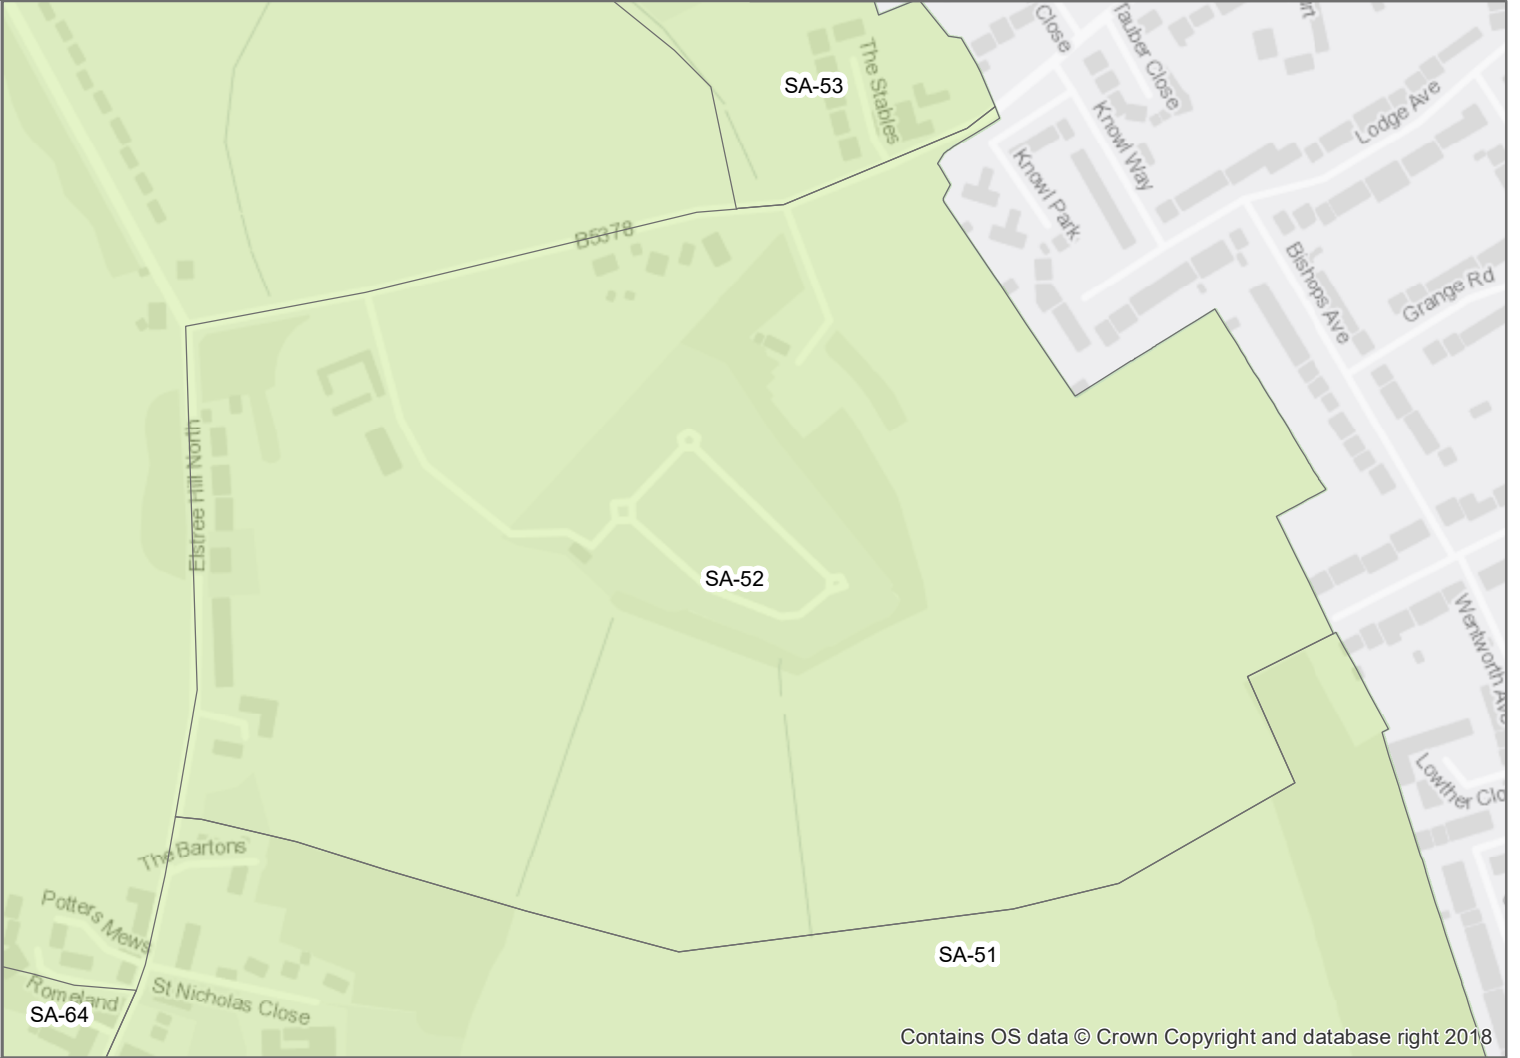 Close
Tauber Close
SA-53
The Stables
Lodge Ave
Knowl Way
Knowl Park
B5378
Bishops Ave
Grange Rd
Elstree Hill North
SA-52
Wentworth Ave
Lowther Clo
The Bartons
Potters Mews
SA-51
Romeland
St Nicholas Close
SA-64
Contains OS data © Crown Copyright and database right 2018